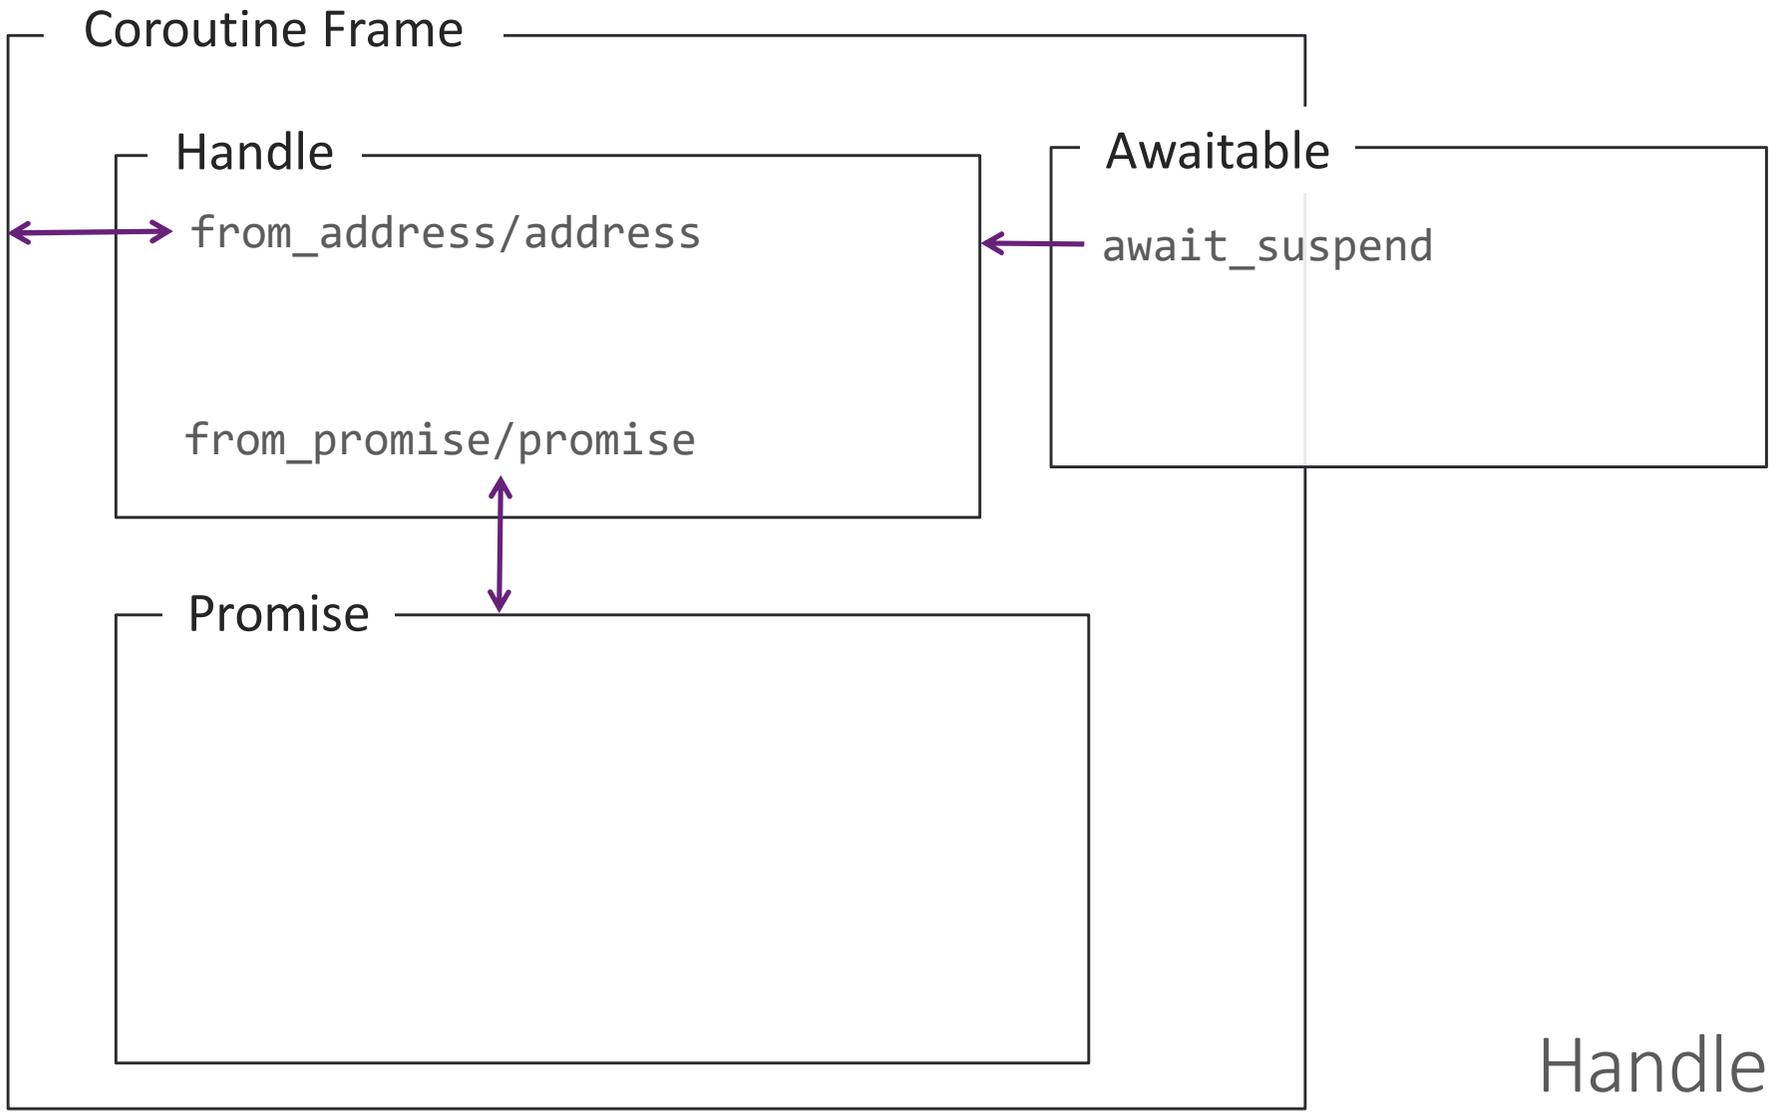 Coroutine Frame
Handle
Awaitable
from_address/address
await_suspend
from_promise/promise
Promise
Handle